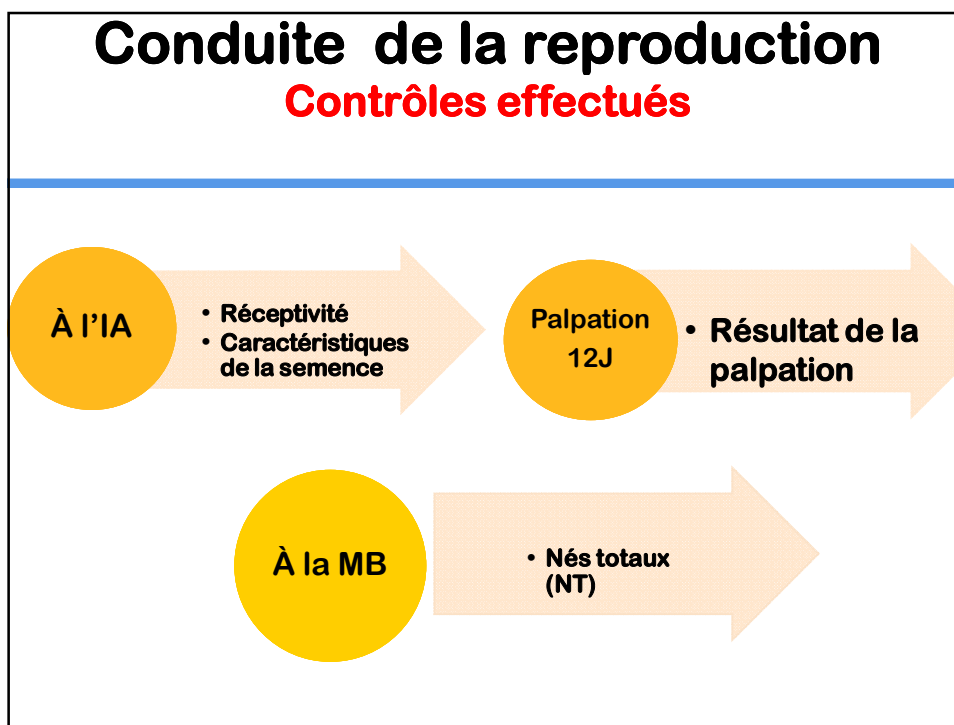 Conduite de la reproduction
Contrôles effectués
À l'IA
• Réceptivité
• Caractéristiques
de la semence
Palpation
12J
• Résultat de la
palpation
À la MB
• Nés totaux
(NT)